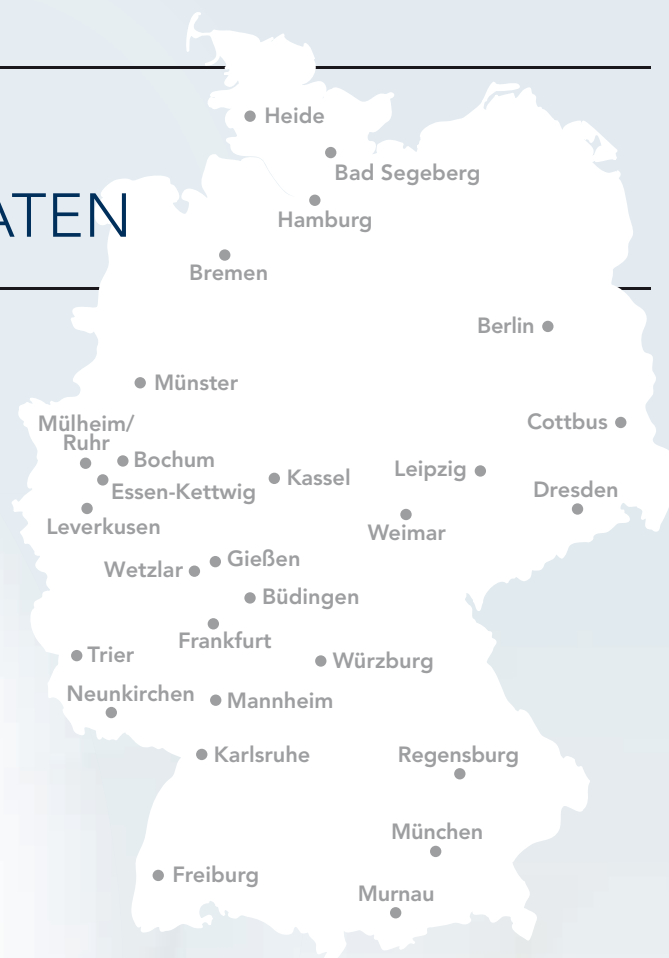 Heide
Bad Segeberg
ATEN
Hamburg
Bremen
Berlin
Münster
Mülheim/
Ruhr
Cottbus
Bochum
Leipzig
Kassel
Essen-Kettwig
Dresden
Leverkusen
Weimar
Gießen
Wetzlar
Büdingen
Frankfurt
Trier
Würzburg
Neunkirchen
Mannheim
Karlsruhe
Regensburg
München
Freiburg
Murnau